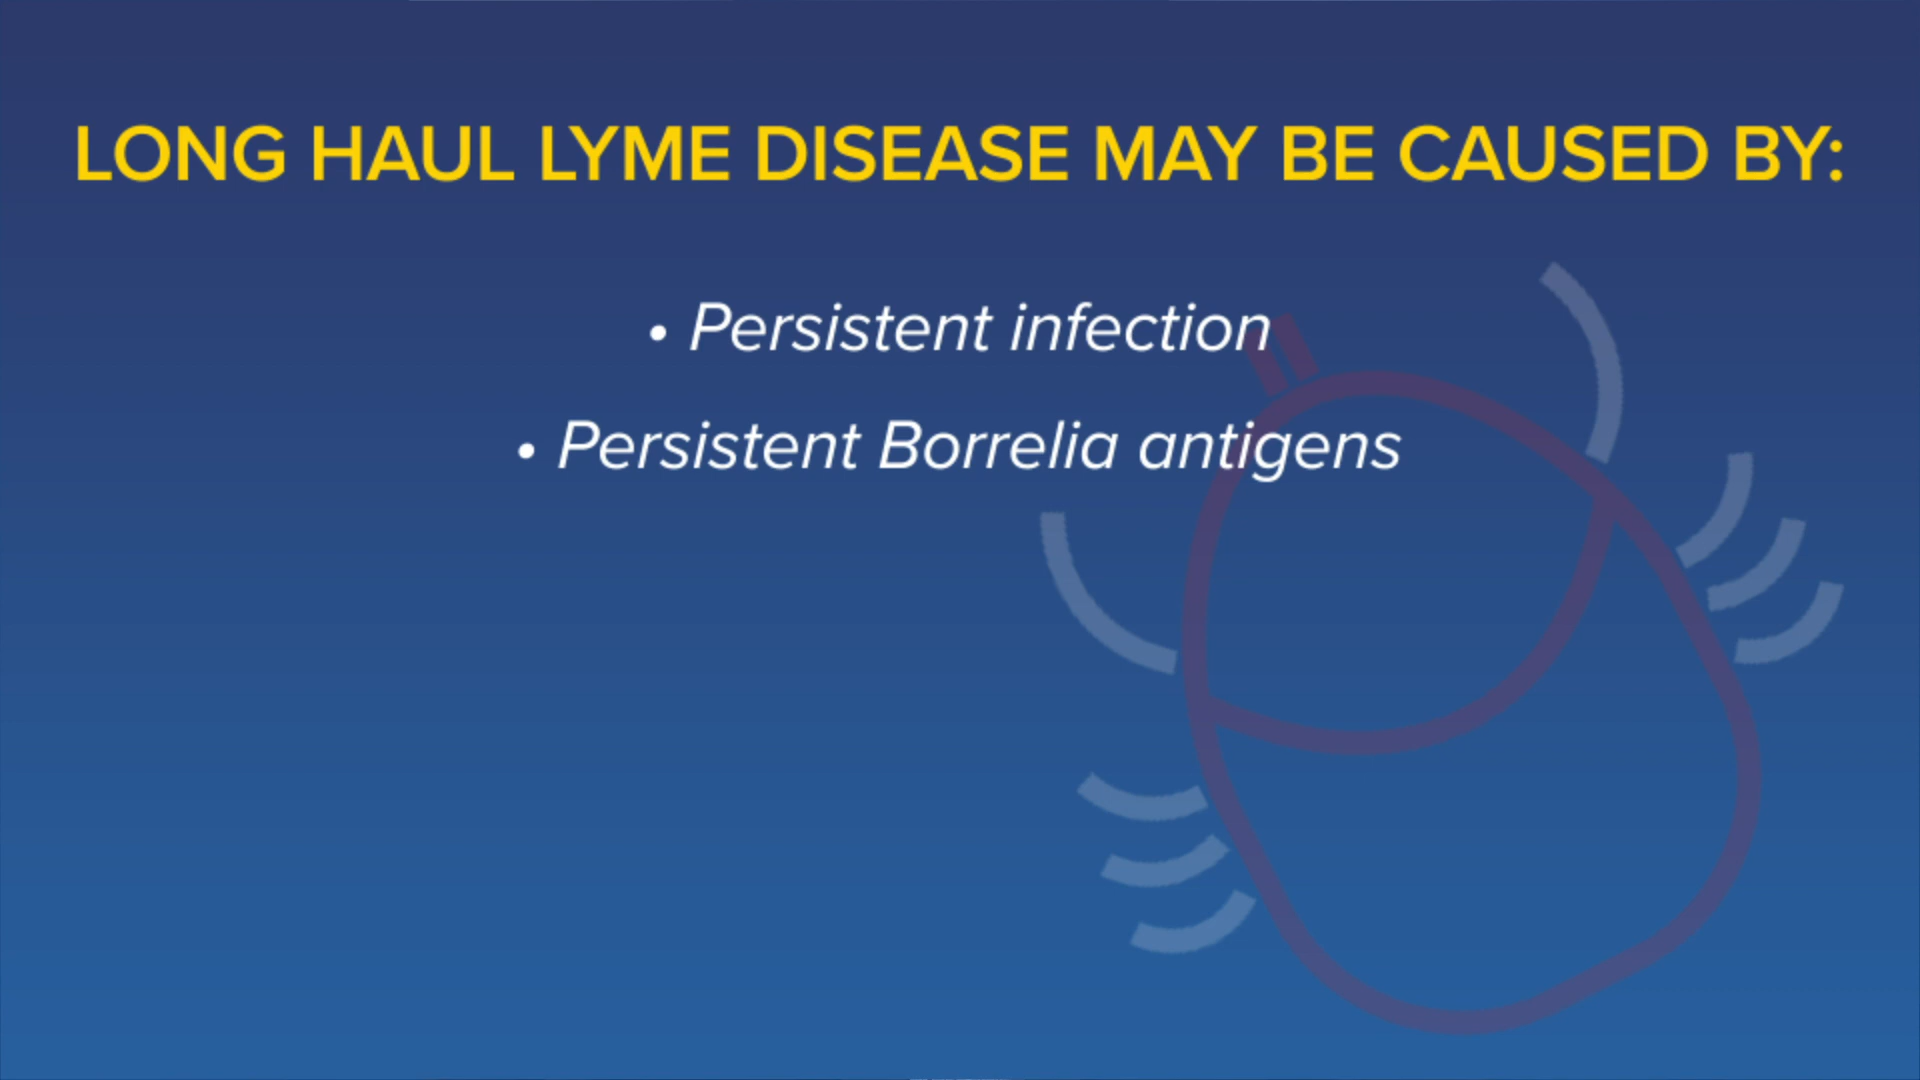 LONG HAUL LYME DISEASE MAY BE CAUSED BY:
• Persistent infection
• Persistent Borrelia antigens